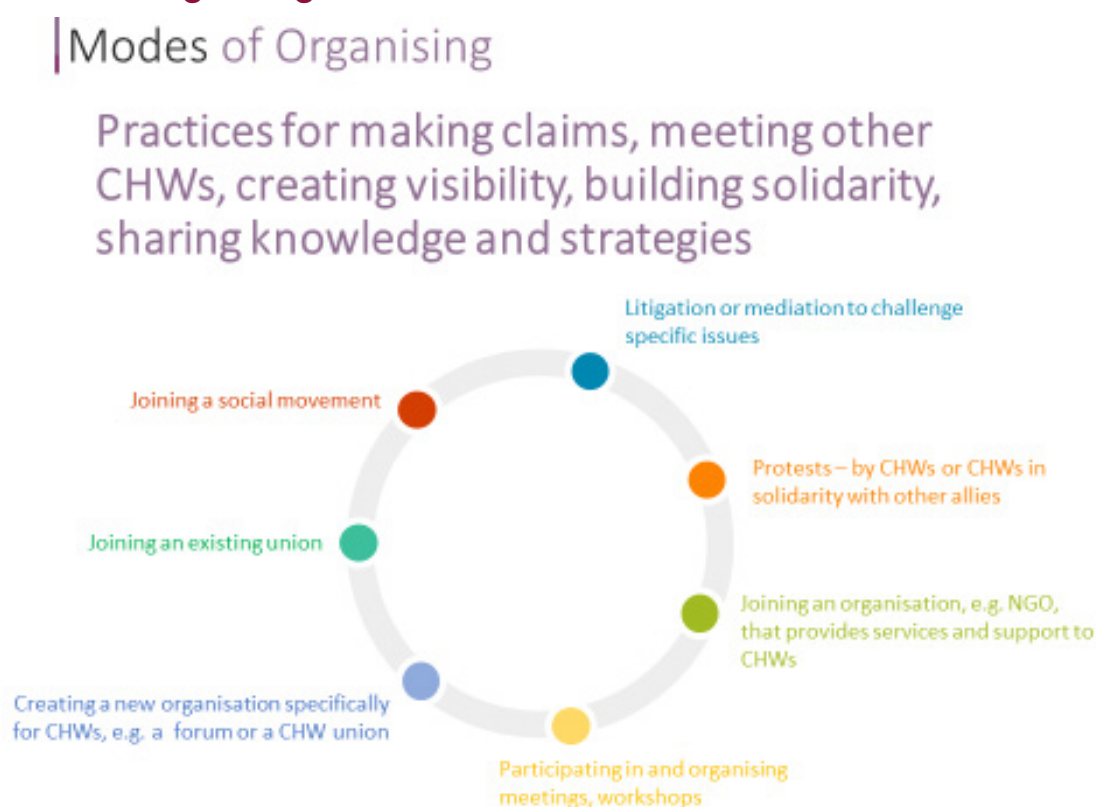 Modes of Organising
Practices for making claims, meeting other
CHWs, creating visibility, building solidarity,
sharing knowledge and strategies
Litigation or mediation to challenge
specific issues
Joining a social movement
Protests – by CHWs or CHWs in
solidarity with other allies
Joining an existing union
Joining an organisation, e.g. NGO,
that provides services and support to
CHWs
Creating a new organisation specifically
for CHWs, e.g. a forum or a CHW union
Participating in and organising
meetings, workshops